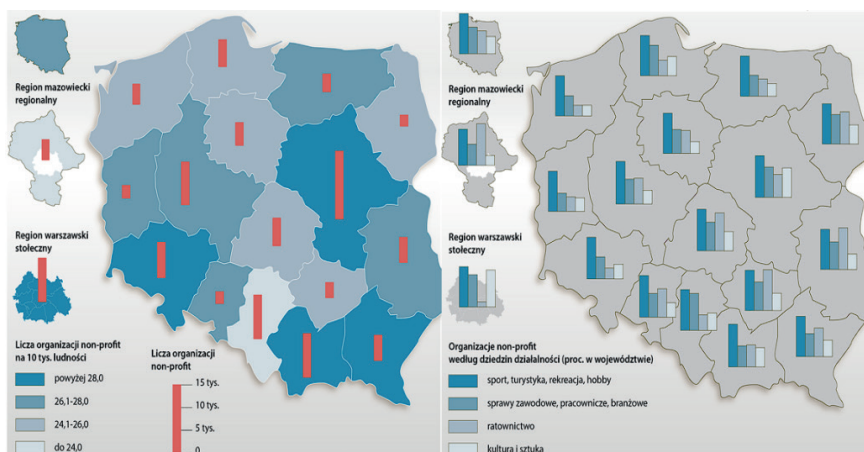 Region mazowiecki
regionalny
Region warszawski
stołeczny
Licza organizacji non-profit
na 10 tys. ludności
powyżej 28,0
26,1-28,0
24,1-26,0
do 24,0
Licza organizacji
non-profit
15 tys.
10 tys.
5 tys.
0
Region mazowiecki
regionalny
Region warszawski
stołeczny
Organizacje non-profit
według dziedzin działalności (proc. w województwie)
sport, turystyka, rekreacja, hobby
sprawy zawodowe, pracownicze, branżowe
ratownictwo
kultura i sztuka